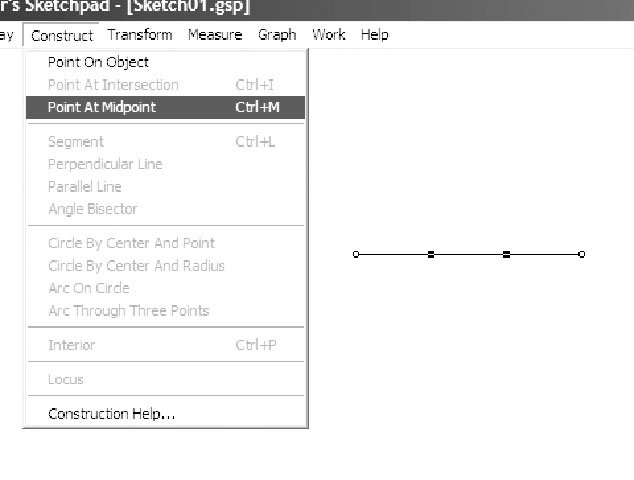 r's Sketchpad - [Sketch01.gsp]
ay Construct Transform Measure Graph Work Help
Point On Object
Point At Intersection Ctrl+I
Point At Midpoint Ctrl+M
Segment Ctrl+L
Perpendicular Line
Parallel Line
Angle Bisector
Circle By Center And Point
Circle By Center And Radius
Arc On Circle
Arc Through Three Points
Interior Ctrl+P
Locus
Construction Help...